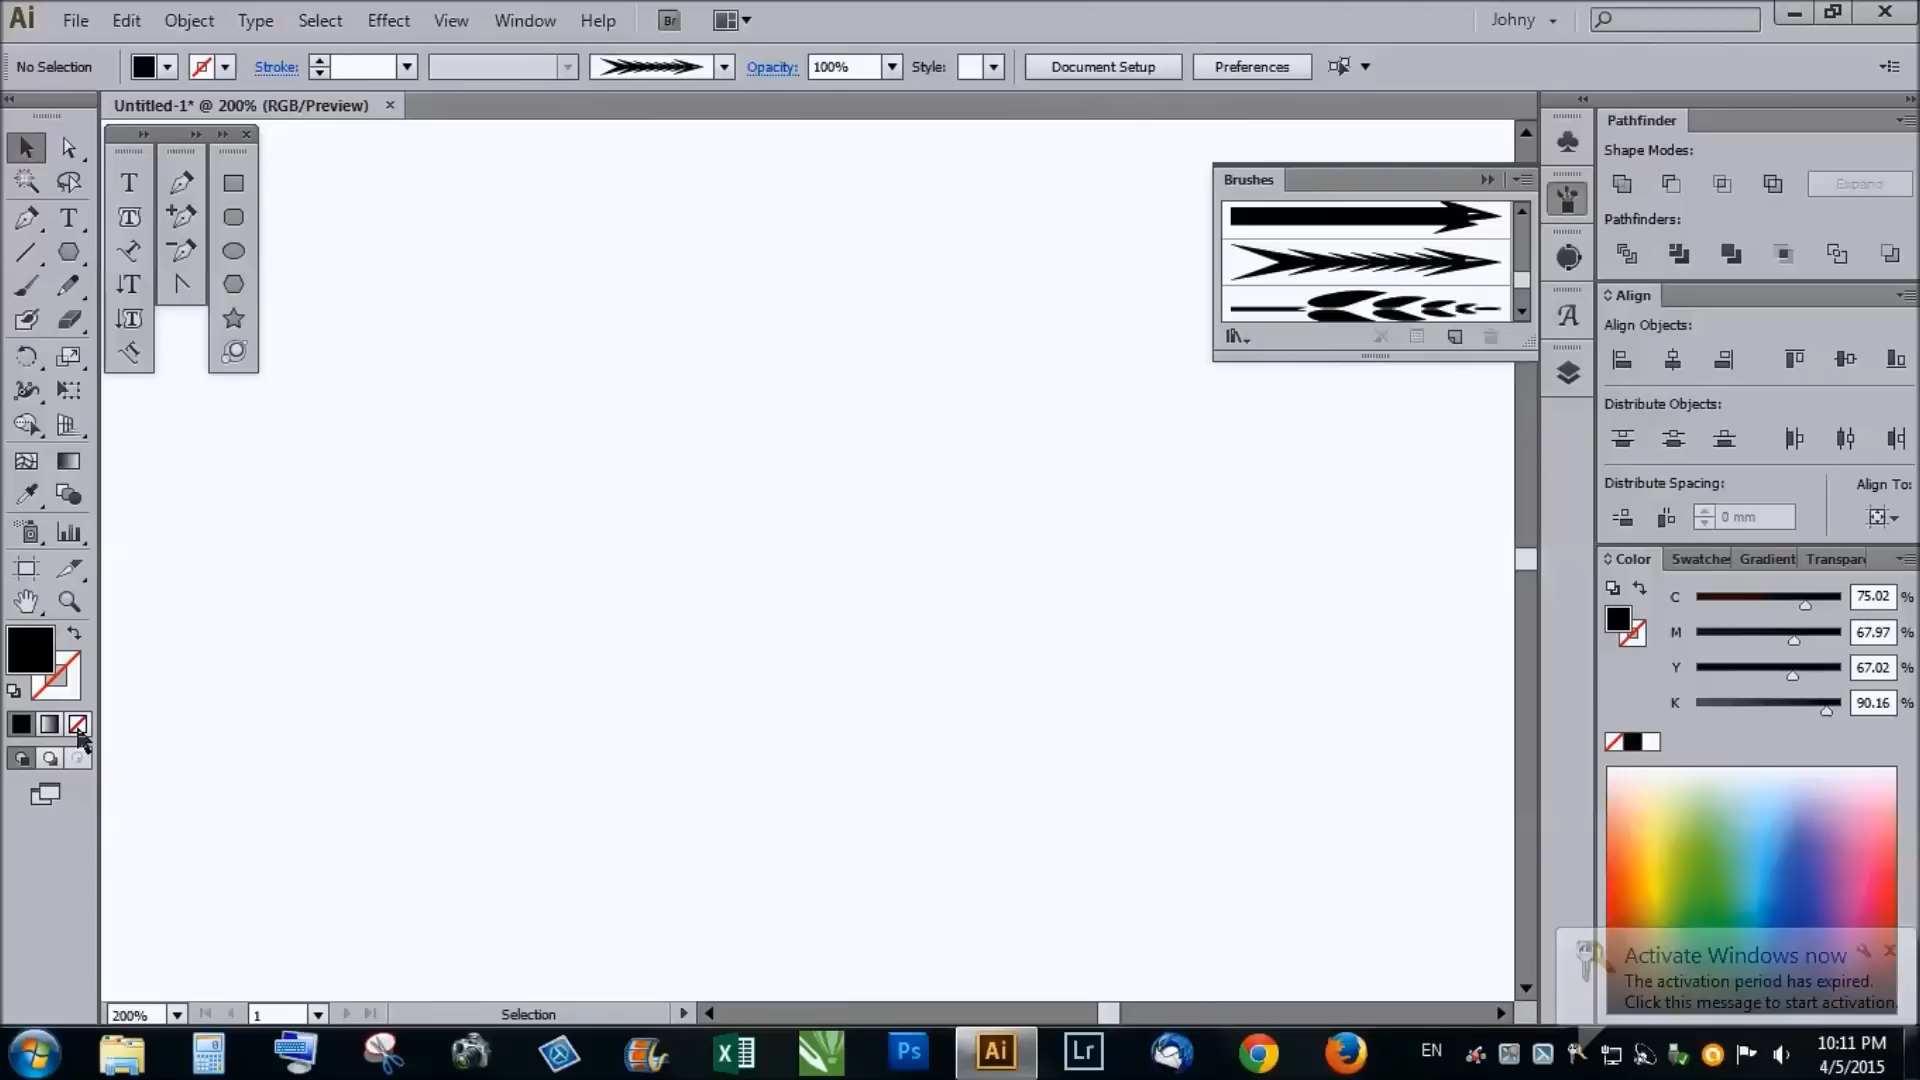 Ai File Edit Object Type Select Effect View Window Help Br Johny
No Selection Stroke: Opacity: 100% Style: Document Setup Preferences
Untitled-1* @ 200% (RGB/Preview)
Brushes
Pathfinder
Shape Modes:
Expand
Pathfinders:
Align
Align Objects:
Distribute Objects:
Distribute Spacing: Align To:
0 mm
Color Swatches Gradient Transpar
C 75.02 %
M 67.97 %
Y 67.02 %
K 90.16 %
Activate Windows now
The activation period has expired.
Click this message to start activation.
200% 1 Selection
Ps Ai Lr EN
10:11 PM
4/5/2015